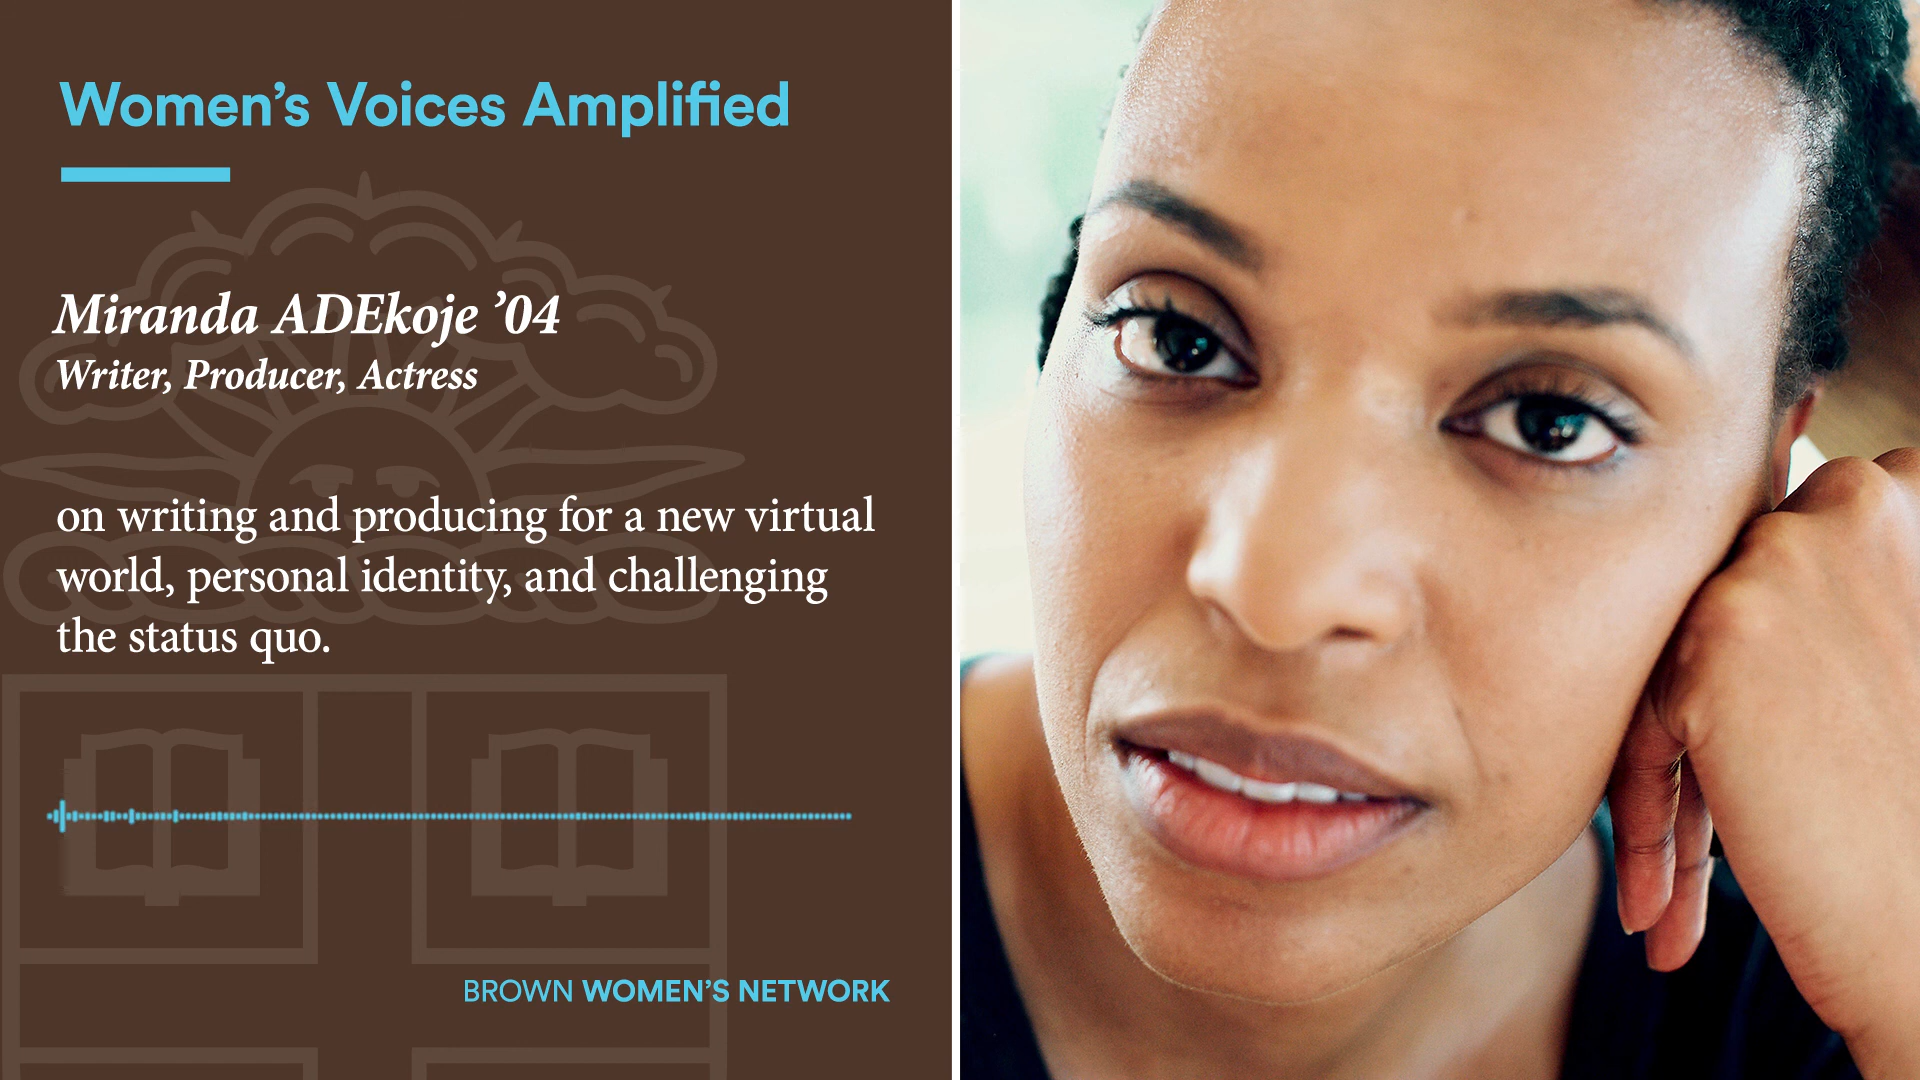 Women’s Voices Amplified
Miranda ADEkoje ’04
Writer, Producer, Actress
on writing and producing for a new virtual
world, personal identity, and challenging
the status quo.
BROWN WOMEN’S NETWORK